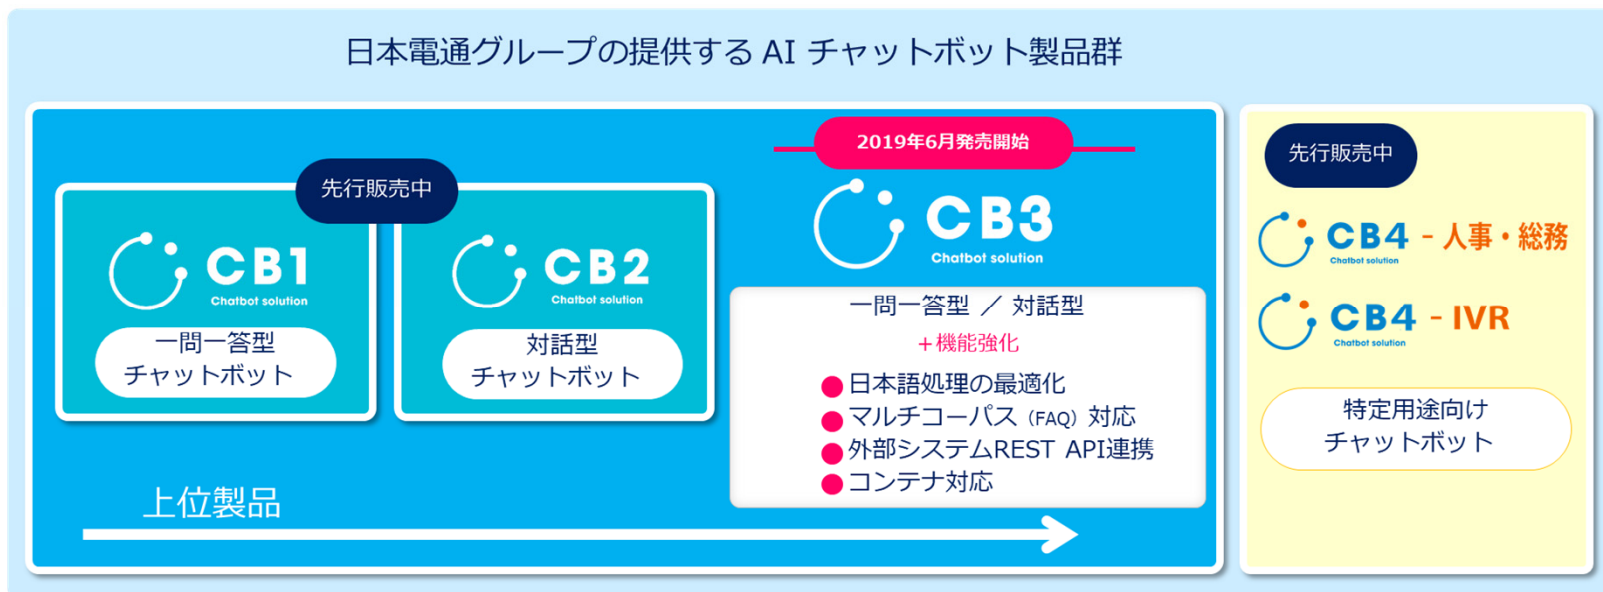 日本電通グループの提供する AI チャットボット製品群
先行販売中
CB1
Chatbot solution
一問一答型
チャットボット
CB2
Chatbot solution
対話型
チャットボット
2019年6月発売開始
CB3
Chatbot solution
一問一答型 ／ 対話型
＋機能強化
●日本語処理の最適化
●マルチコーパス（FAQ）対応
●外部システムREST API連携
●コンテナ対応
上位製品
先行販売中
CB4 - 人事・総務
Chatbot solution
CB4 - IVR
Chatbot solution
特定用途向け
チャットボット